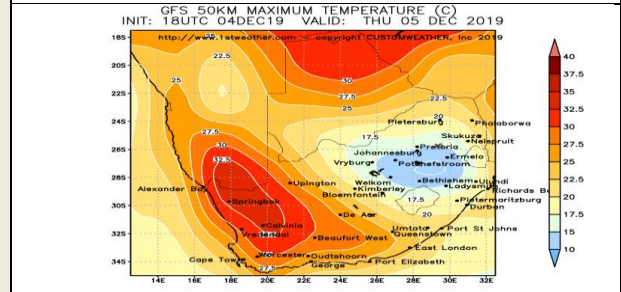 GFS 50KM MAXIMUM TEMPERATURE (C)
INIT: 18UTC 04DEC19 VALID: THU 05 DEC 2019
http://www.1stweather.com -- copyright CUSTOMWEATHER, Inc 2019
18S
20S
22S
24S
26S
28S
30S
32S
34S
25
22.5
25
27.5
30
32.5
30
27.5
25
22.5
20
17.5
17.5
20
27.5
Pietersburg
Phalaborwa
Skukuza
Nelspruit
Pretoria
Johannesburg
Ermelo
Vryburg
Potchefstroom
Welkom
Bethlehem
Ulundi
Kimberley
Ladysmith
Bloemfontein
Richards Ba
Pietermaritzburg
Durban
Upington
Alexander Bay
Springbok
De Aar
Calvinia
Vredendal
Beaufort West
Umtata
Port St Johns
Queenstown
East London
Cape Town
Worcester
Oudtshoorn
George
Port Elizabeth
14E 16E 18E 20E 22E 24E 26E 28E 30E 32E
40
37.5
35
32.5
30
27.5
25
22.5
20
17.5
15
10